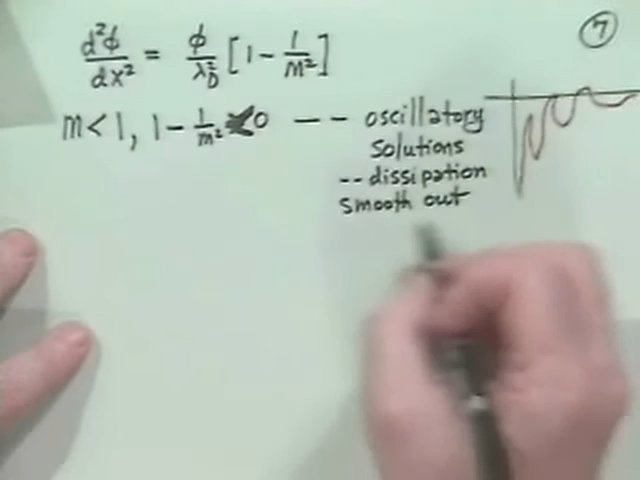 7
d²φ/dx² = φ/λ_D² [1 - 1/m²]
m < 1, 1 - 1/m² < 0 -- oscillatory
solutions
-- dissipation
smooth out